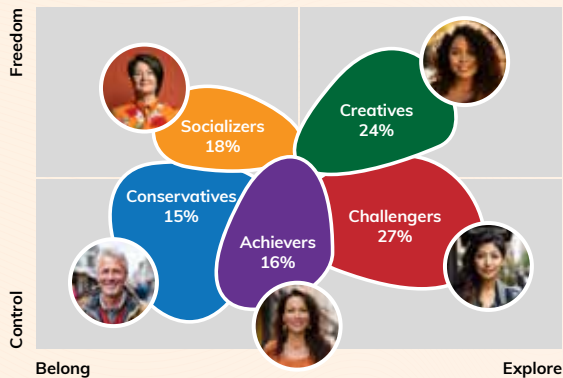 Freedom
Creatives
24%
Socializers
18%
Conservatives
15%
Challengers
27%
Achievers
16%
Control
Belong
Explore